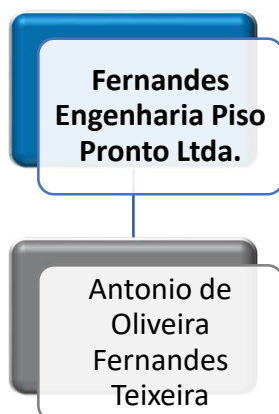 Fernandes
Engenharia Piso
Pronto Ltda.
Antonio de
Oliveira
Fernandes
Teixeira